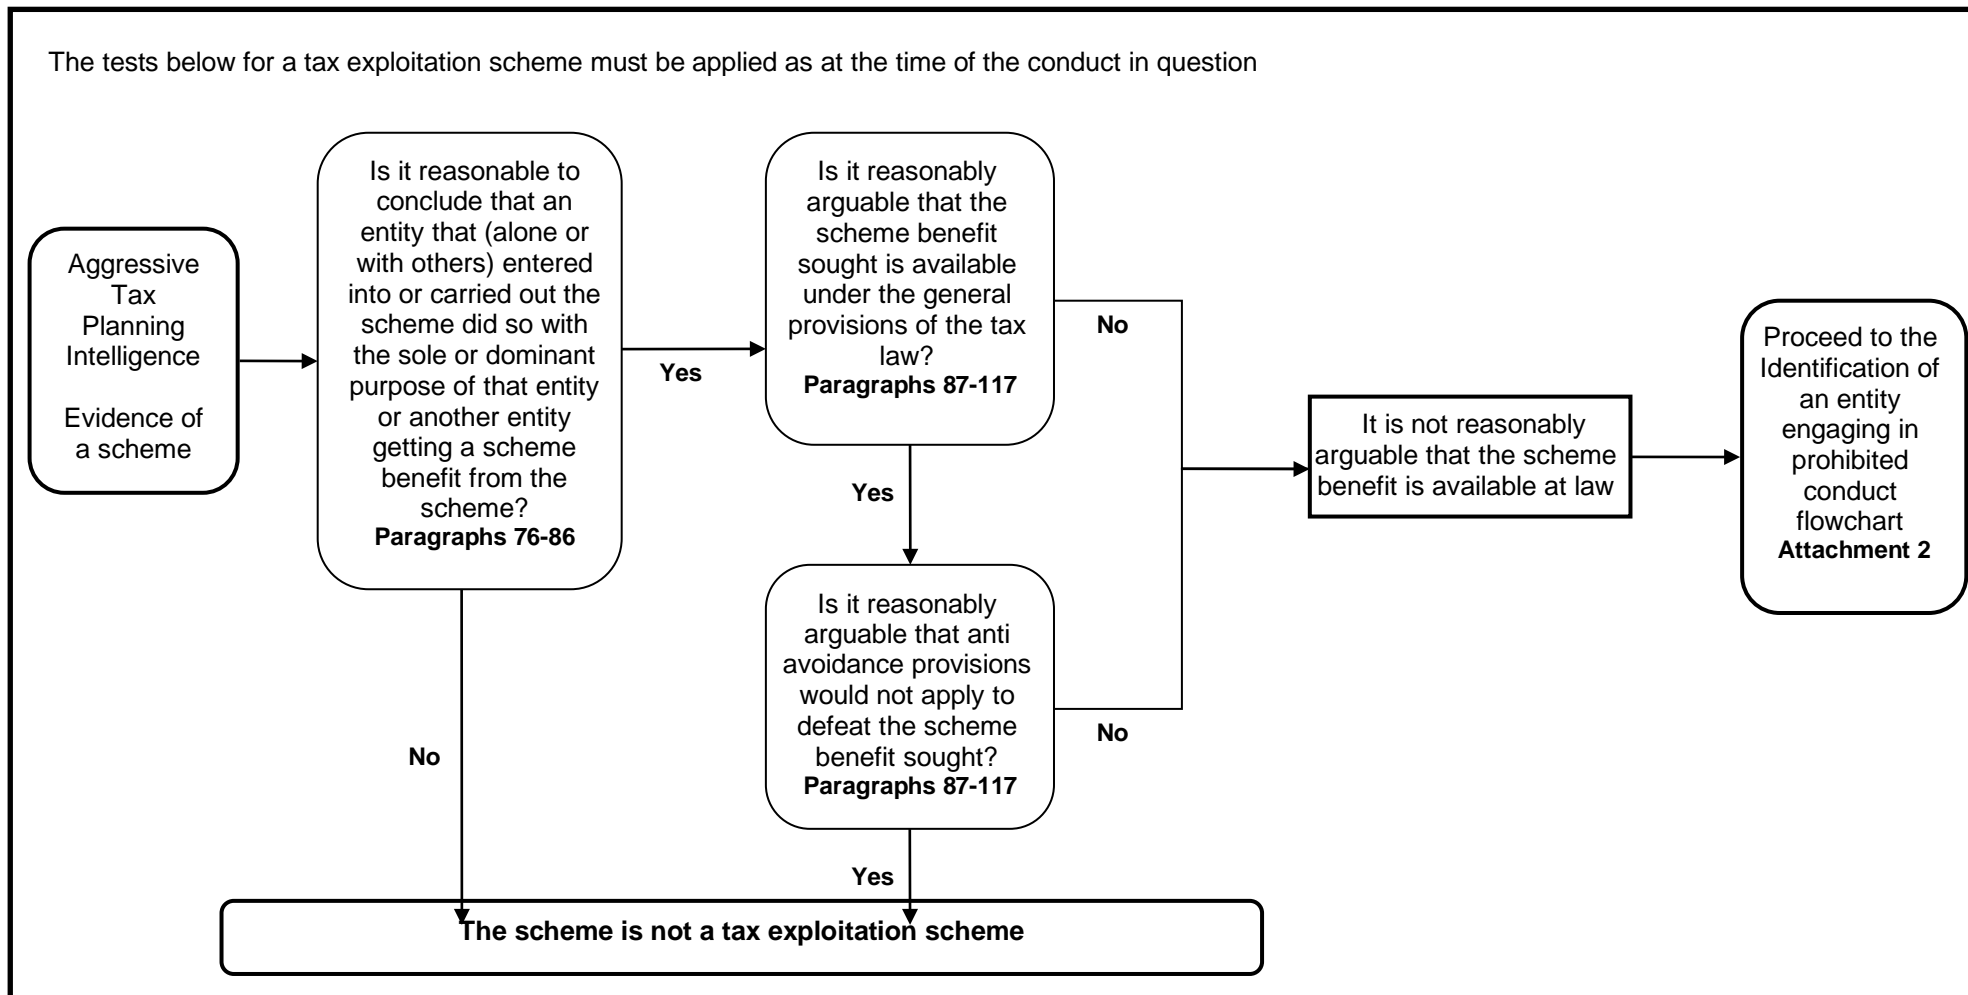 The tests below for a tax exploitation scheme must be applied as at the time of the conduct in question
Aggressive
Tax
Planning
Intelligence
Evidence of
a scheme
Is it reasonable to
conclude that an
entity that (alone or
with others) entered
into or carried out the
scheme did so with
the sole or dominant
purpose of that entity
or another entity
getting a scheme
benefit from the
scheme?
Paragraphs 76-86
Yes
No
Is it reasonably
arguable that the
scheme benefit
sought is available
under the general
provisions of the tax
law?
Paragraphs 87-117
No
Yes
Is it reasonably
arguable that anti
avoidance provisions
would not apply to
defeat the scheme
benefit sought?
Paragraphs 87-117
No
Yes
It is not reasonably
arguable that the scheme
benefit is available at law
Proceed to the
Identification of
an entity
engaging in
prohibited
conduct
flowchart
Attachment 2
The scheme is not a tax exploitation scheme